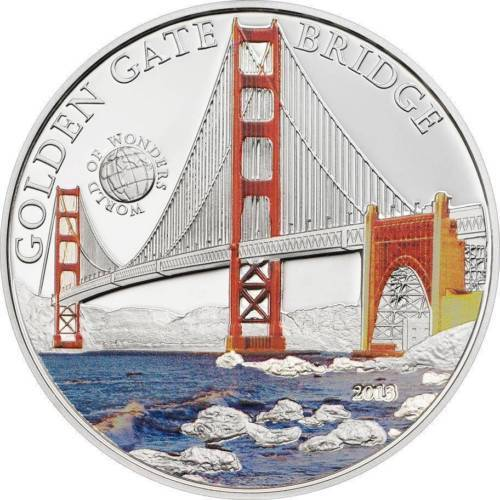 GOLDEN GATE BRIDGE
WORLD OF WONDERS
2013